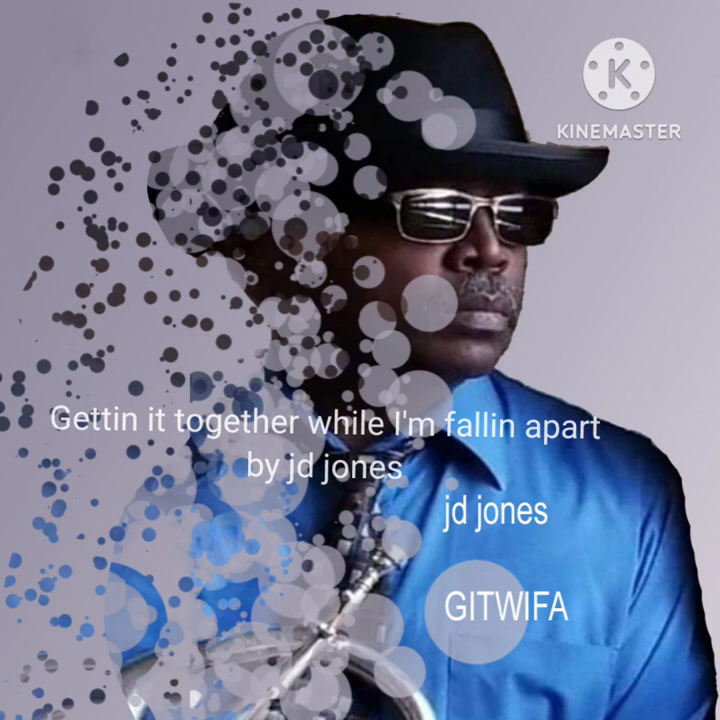 K
KINEMASTER
Gettin it together while I'm fallin apart
by jd jones
jd jones
GITWIFA